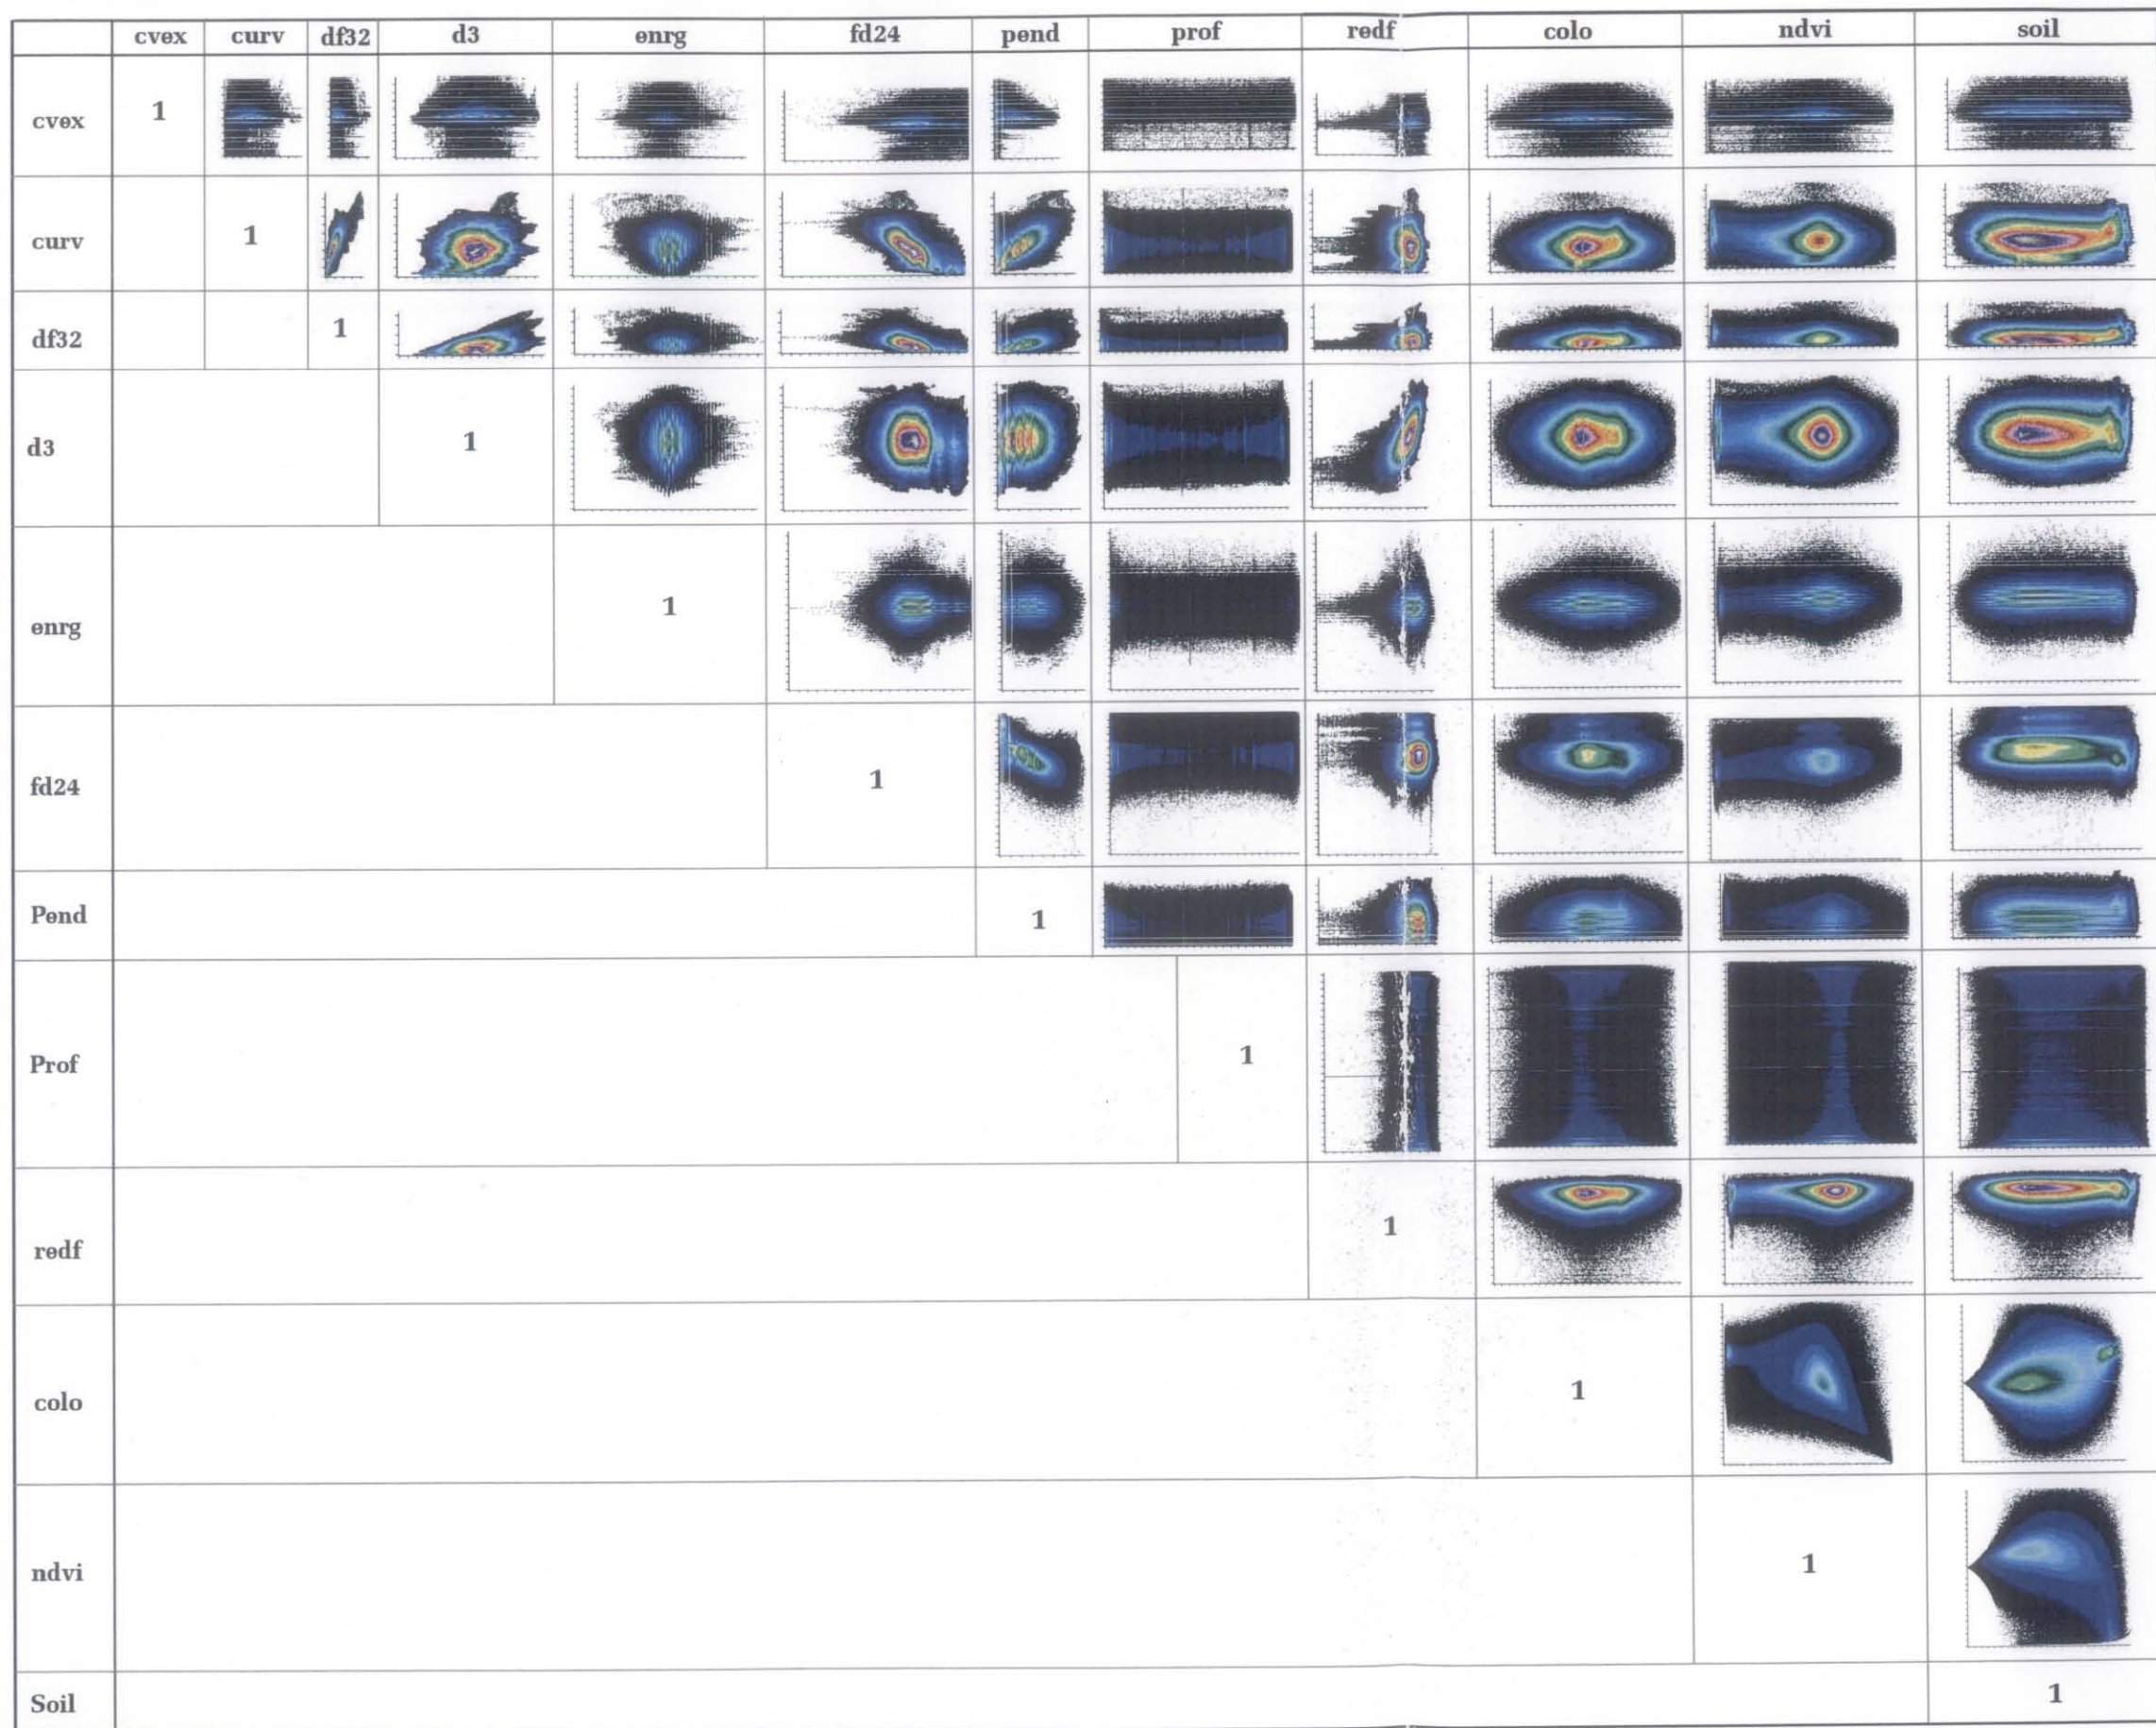 cvex curv df32 d3 enrg fd24 pend prof redf colo ndvi soil
cvex 1
curv 1
df32 1
d3 1
enrg 1
fd24 1
Pend 1
Prof 1
redf 1
colo 1
ndvi 1
Soil 1